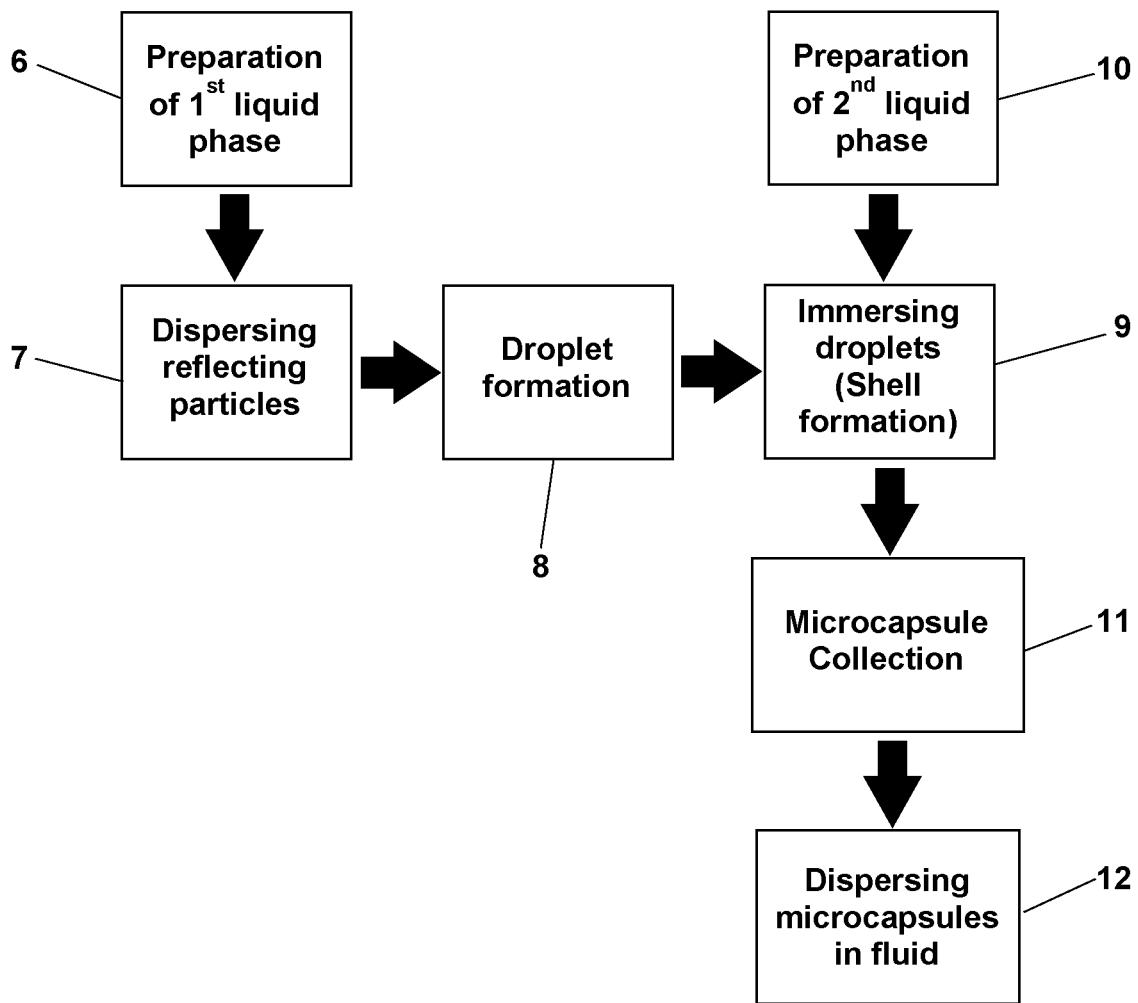 6
Preparation
of 1st liquid
phase
Preparation
of 2nd liquid
phase
10
7
Dispersing
reflecting
particles
Droplet
formation
8
Immersing
droplets
(Shell
formation)
9
Microcapsule
Collection
11
Dispersing
microcapsules
in fluid
12